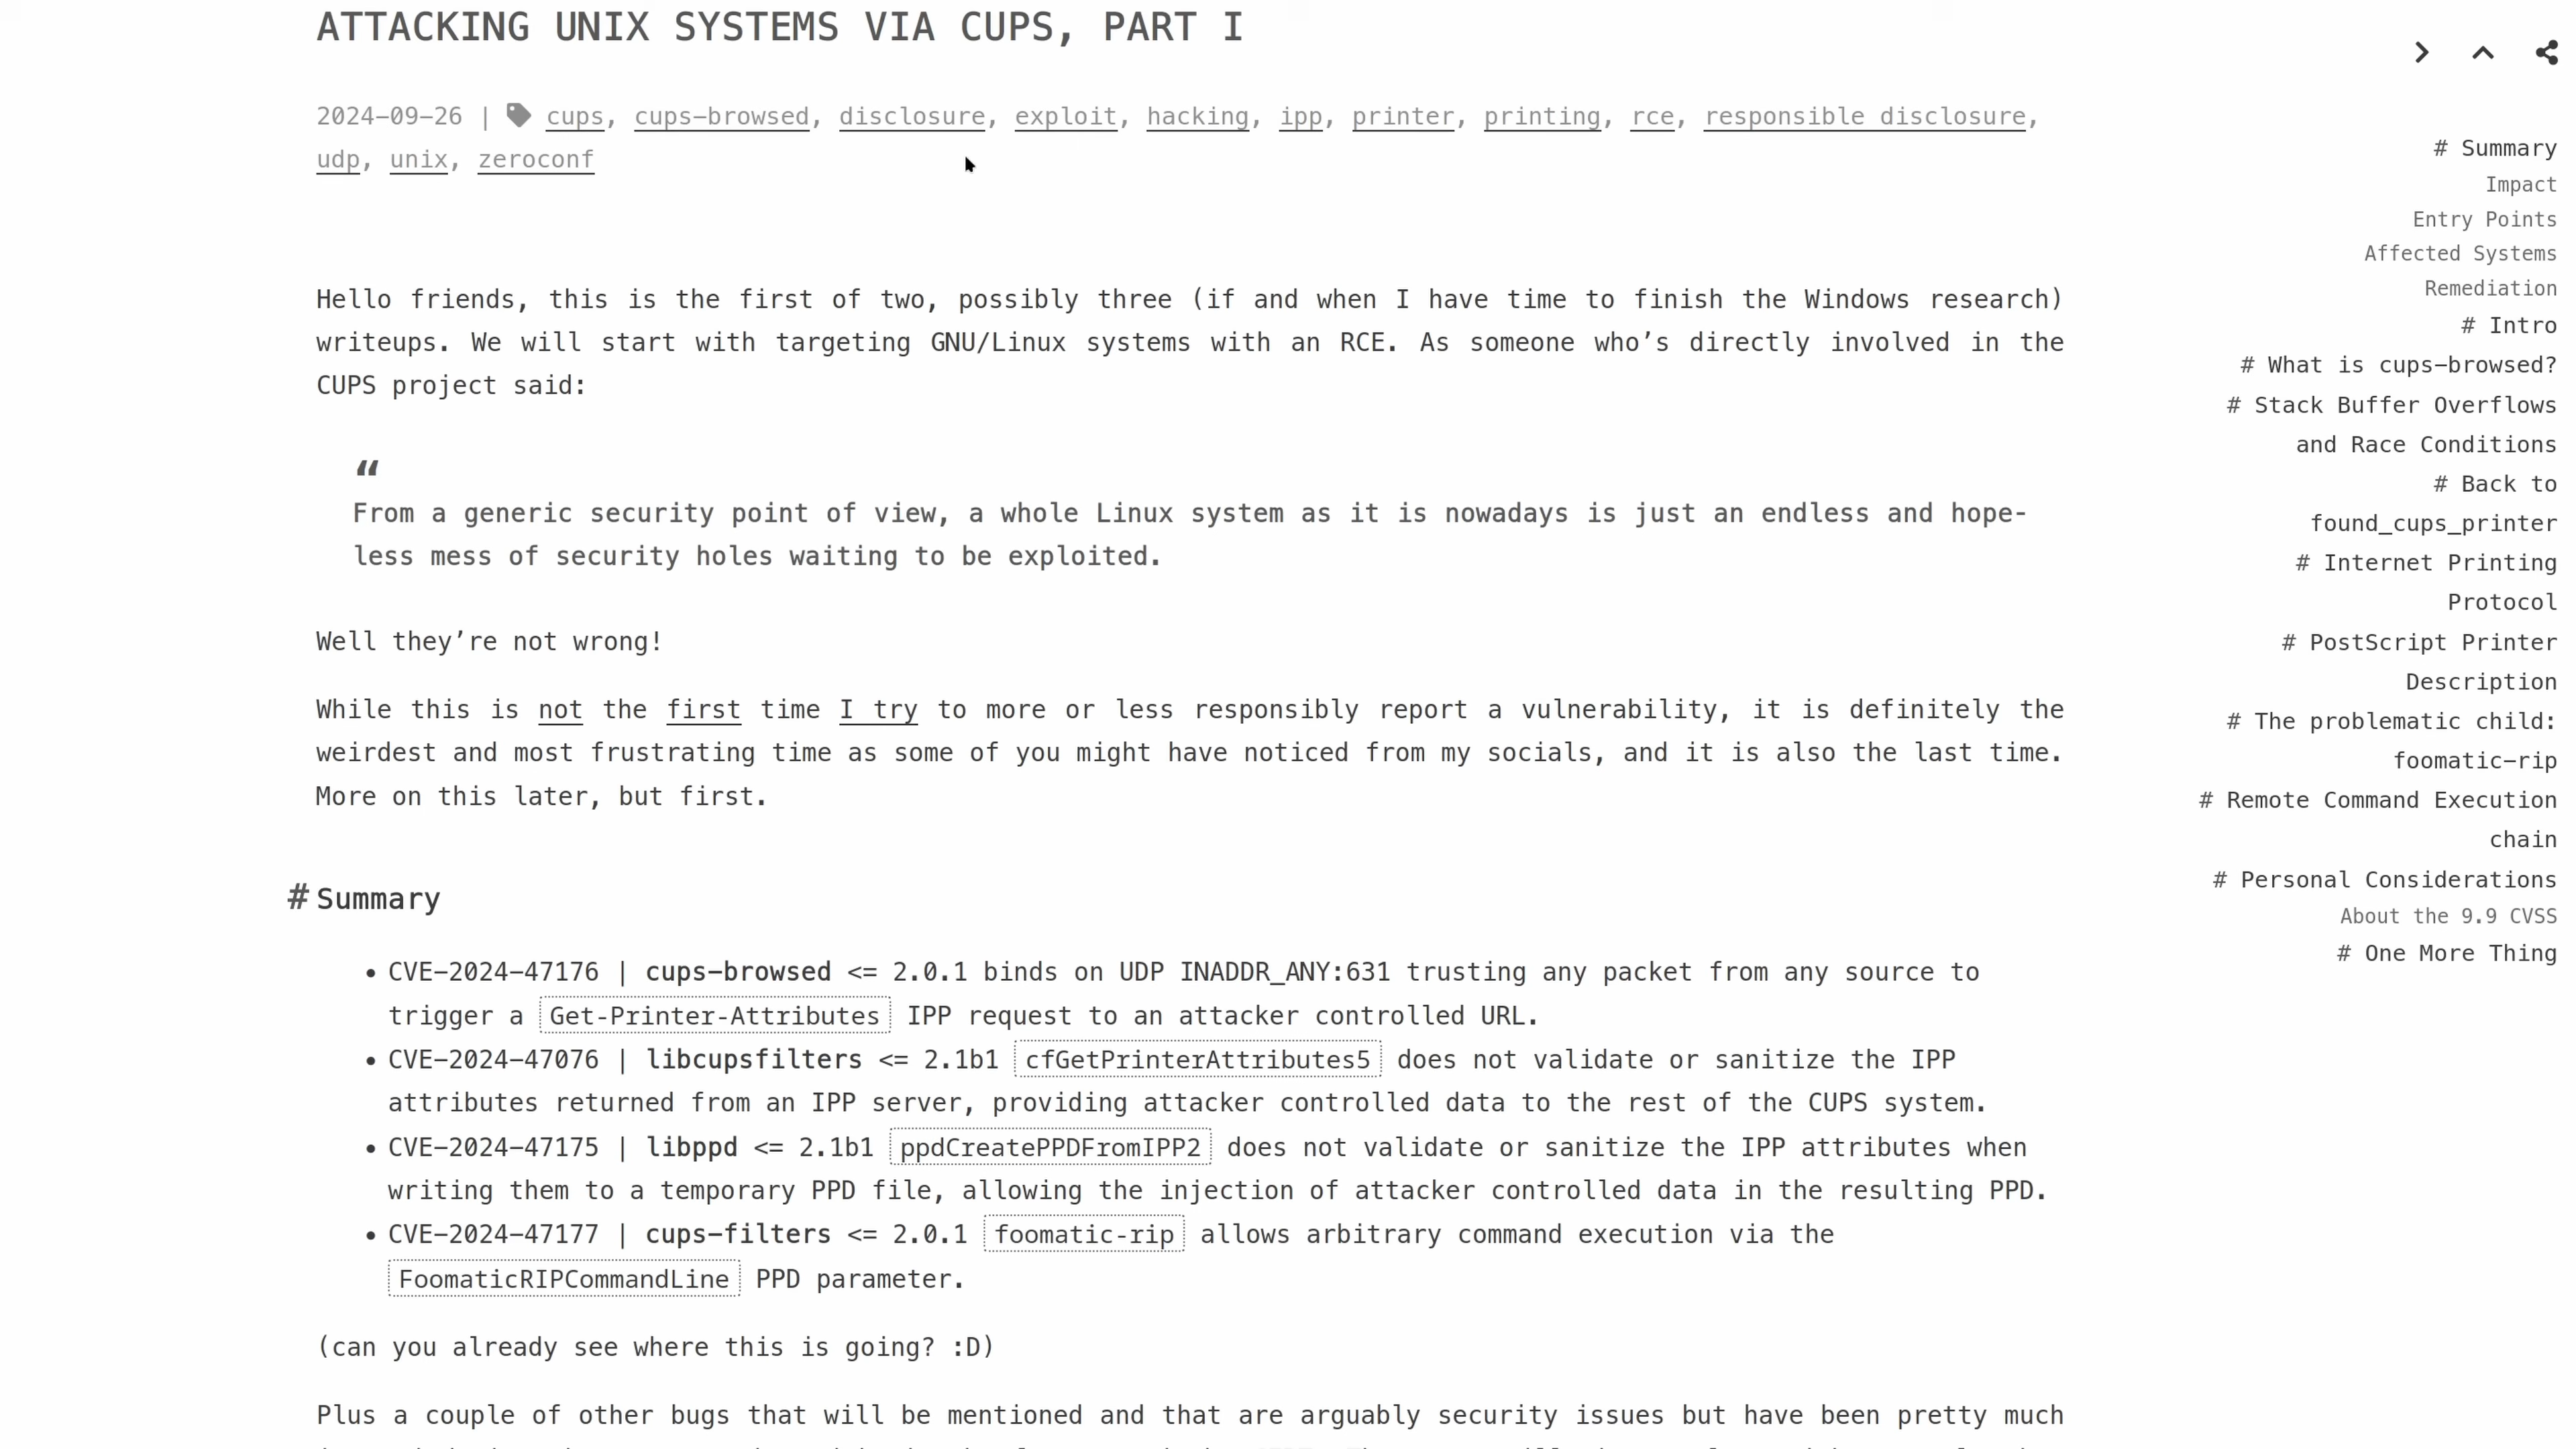 ATTACKING UNIX SYSTEMS VIA CUPS, PART I
2024-09-26 | cups, cups-browsed, disclosure, exploit, hacking, ipp, printer, printing, rce, responsible disclosure,
udp, unix, zeroconf
Hello friends, this is the first of two, possibly three (if and when I have time to finish the Windows research)
writeups. We will start with targeting GNU/Linux systems with an RCE. As someone who’s directly involved in the
CUPS project said:
“
From a generic security point of view, a whole Linux system as it is nowadays is just an endless and hope-
less mess of security holes waiting to be exploited.
Well they’re not wrong!
While this is not the first time I try to more or less responsibly report a vulnerability, it is definitely the
weirdest and most frustrating time as some of you might have noticed from my socials, and it is also the last time.
More on this later, but first.
# Summary
• CVE-2024-47176 | cups-browsed <= 2.0.1 binds on UDP INADDR_ANY:631 trusting any packet from any source to
trigger a Get-Printer-Attributes IPP request to an attacker controlled URL.
• CVE-2024-47076 | libcupsfilters <= 2.1b1 cfGetPrinterAttributes5 does not validate or sanitize the IPP
attributes returned from an IPP server, providing attacker controlled data to the rest of the CUPS system.
• CVE-2024-47175 | libppd <= 2.1b1 ppdCreatePPDFromIPP2 does not validate or sanitize the IPP attributes when
writing them to a temporary PPD file, allowing the injection of attacker controlled data in the resulting PPD.
• CVE-2024-47177 | cups-filters <= 2.0.1 foomatic-rip allows arbitrary command execution via the
FoomaticRIPCommandLine PPD parameter.
(can you already see where this is going? :D)
Plus a couple of other bugs that will be mentioned and that are arguably security issues but have been pretty much
# Summary
Impact
Entry Points
Affected Systems
Remediation
# Intro
# What is cups-browsed?
# Stack Buffer Overflows
and Race Conditions
# Back to
found_cups_printer
# Internet Printing
Protocol
# PostScript Printer
Description
# The problematic child:
foomatic-rip
# Remote Command Execution
chain
# Personal Considerations
About the 9.9 CVSS
# One More Thing